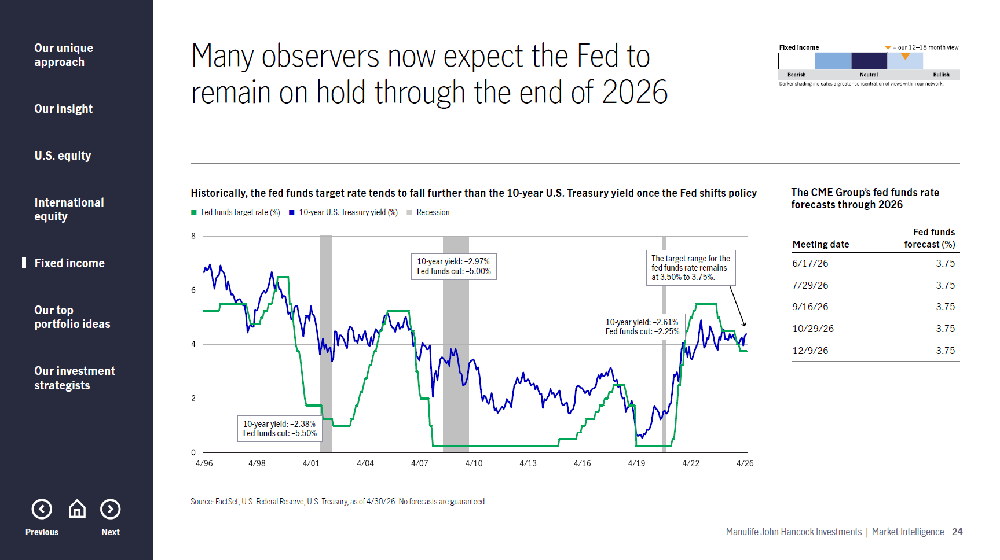 Our unique
approach
Our insight
U.S. equity
International
equity
Fixed income
Our top
portfolio ideas
Our investment
strategists
Previous
Next
Many observers now expect the Fed to
remain on hold through the end of 2026
Fixed income
= our 12–18 month view
Bearish
Neutral
Bullish
Darker shading indicates a greater concentration of views within our network.
Historically, the fed funds target rate tends to fall further than the 10-year U.S. Treasury yield once the Fed shifts policy
Fed funds target rate (%)
10-year U.S. Treasury yield (%)
Recession
8
6
4
2
0
10-year yield: –2.38%
Fed funds cut: –5.50%
10-year yield: –2.97%
Fed funds cut: –5.00%
10-year yield: –2.61%
Fed funds cut: –2.25%
The target range for the
fed funds rate remains
at 3.50% to 3.75%.
4/96 4/98 4/01 4/04 4/07 4/10 4/13 4/16 4/19 4/22 4/26
The CME Group’s fed funds rate
forecasts through 2026
Fed funds
Meeting date forecast (%)
6/17/26 3.75
7/29/26 3.75
9/16/26 3.75
10/29/26 3.75
12/9/26 3.75
Source: FactSet, U.S. Federal Reserve, U.S. Treasury, as of 4/30/26. No forecasts are guaranteed.
Manulife John Hancock Investments | Market Intelligence 24